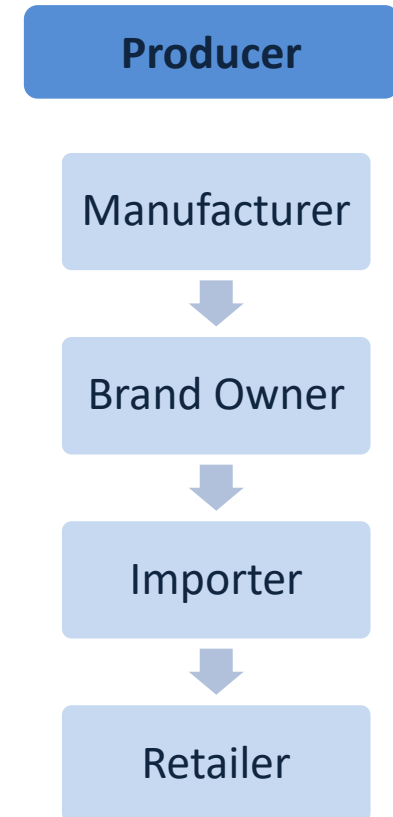 Producer
Manufacturer
Brand Owner
Importer
Retailer